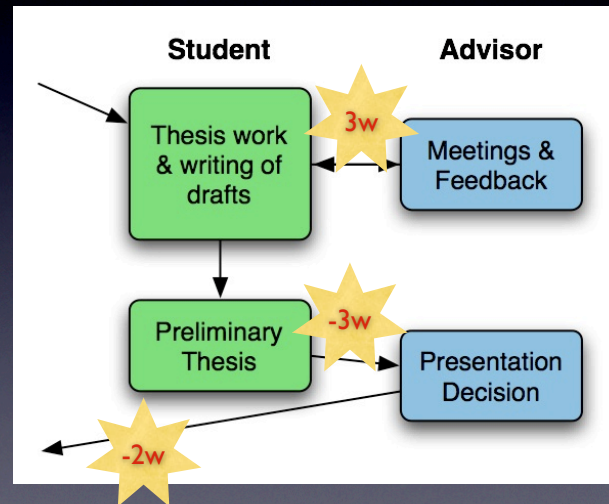 Student
Advisor
3w
Thesis work
& writing of
drafts
Meetings &
Feedback
-3w
Preliminary
Thesis
Presentation
Decision
-2w